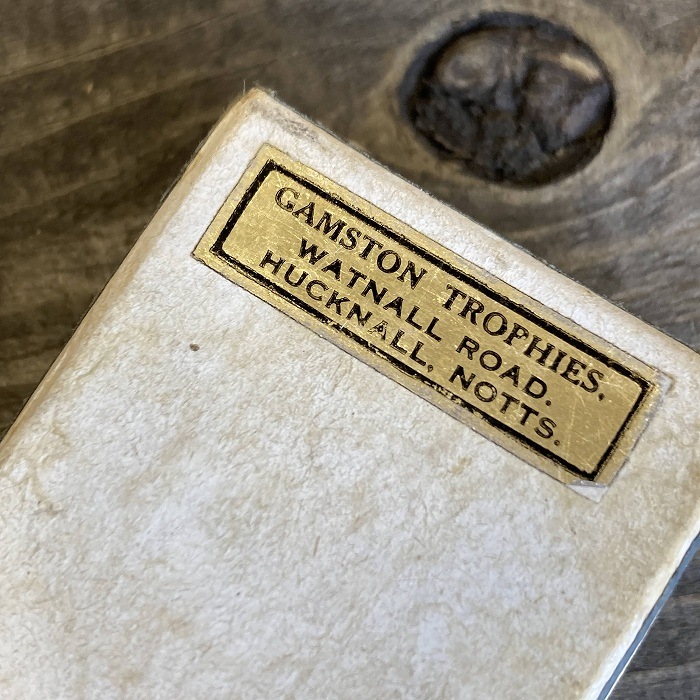 GAMSTON TROPHIES,
WATNALL ROAD.
HUCKNALL, NOTTS.